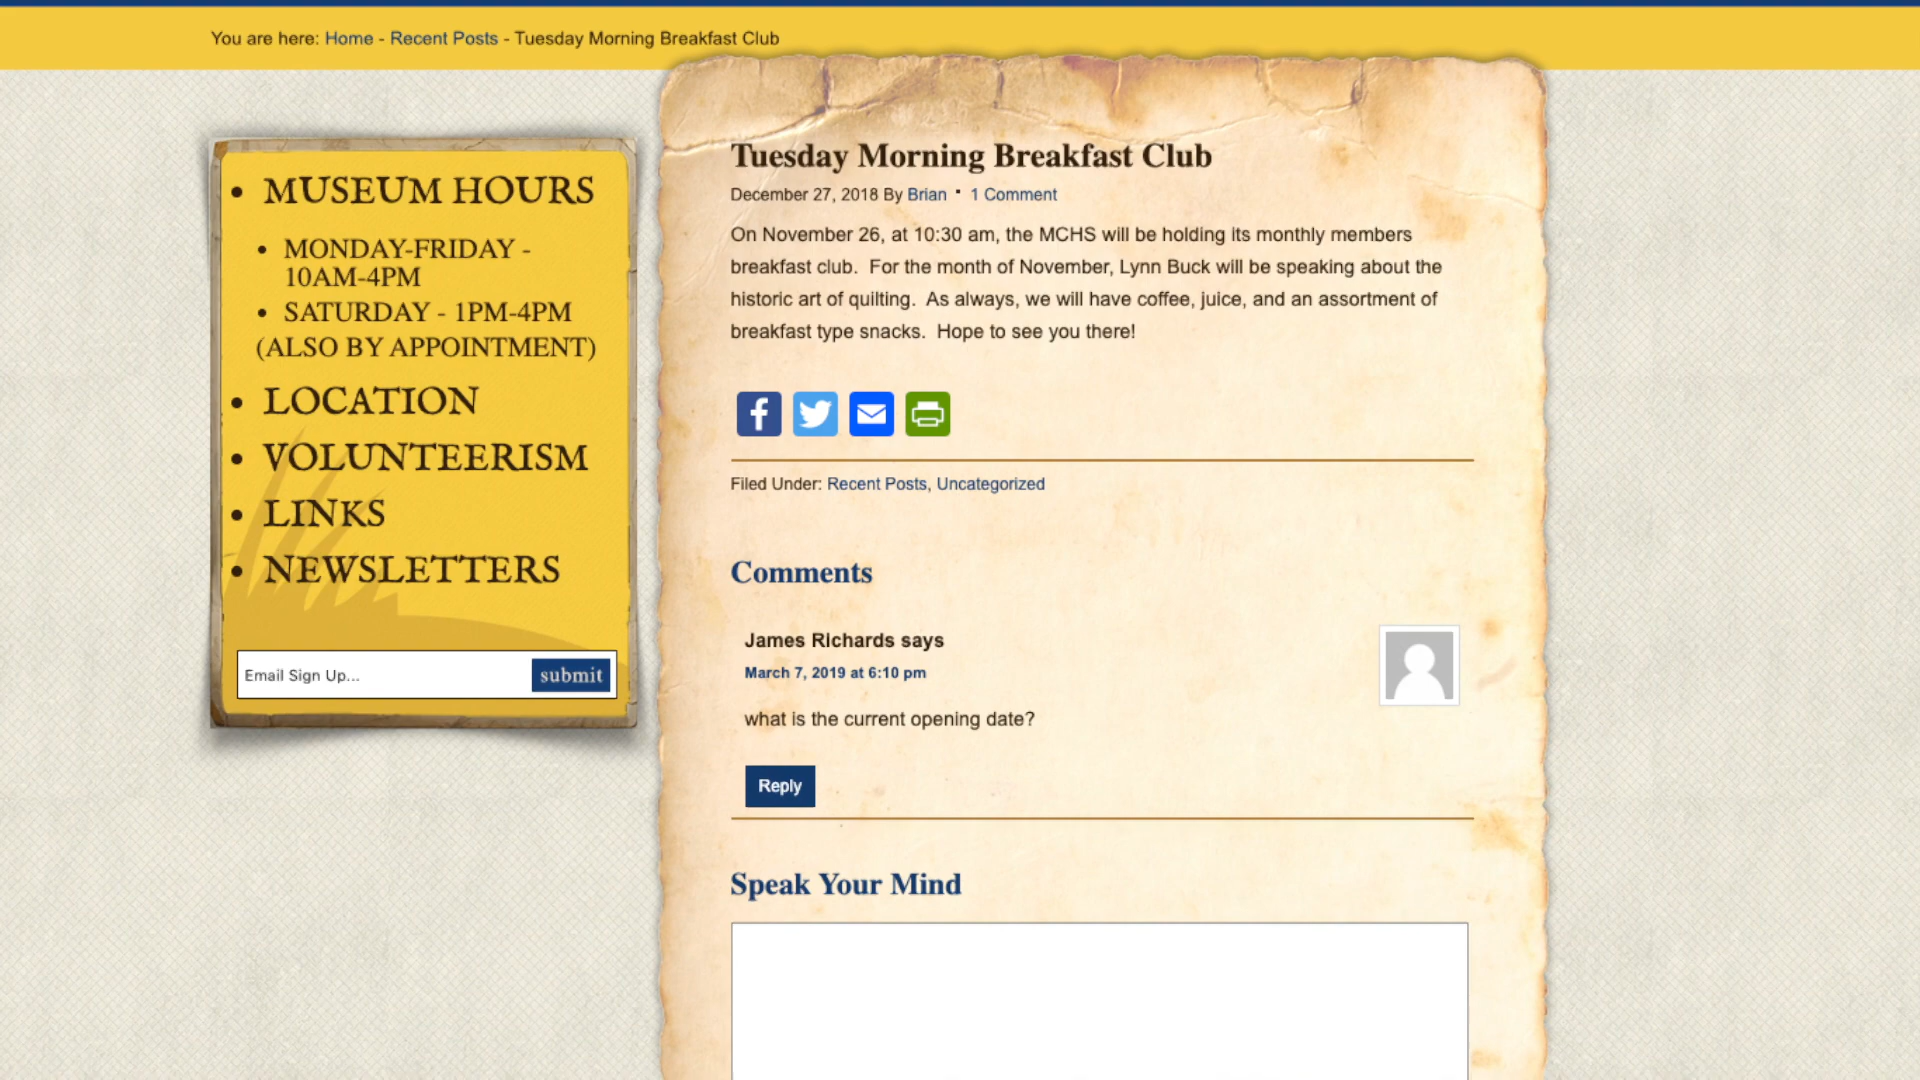 You are here: Home - Recent Posts - Tuesday Morning Breakfast Club
MUSEUM HOURS
MONDAY-FRIDAY -
10AM-4PM
SATURDAY - 1PM-4PM
(ALSO BY APPOINTMENT)
LOCATION
VOLUNTEERISM
LINKS
NEWSLETTERS
Email Sign Up...
submit
Tuesday Morning Breakfast Club
December 27, 2018 By Brian · 1 Comment
On November 26, at 10:30 am, the MCHS will be holding its monthly members
breakfast club.  For the month of November, Lynn Buck will be speaking about the
historic art of quilting.  As always, we will have coffee, juice, and an assortment of
breakfast type snacks.  Hope to see you there!
Filed Under: Recent Posts, Uncategorized
Comments
James Richards says
March 7, 2019 at 6:10 pm
what is the current opening date?
Reply
Speak Your Mind